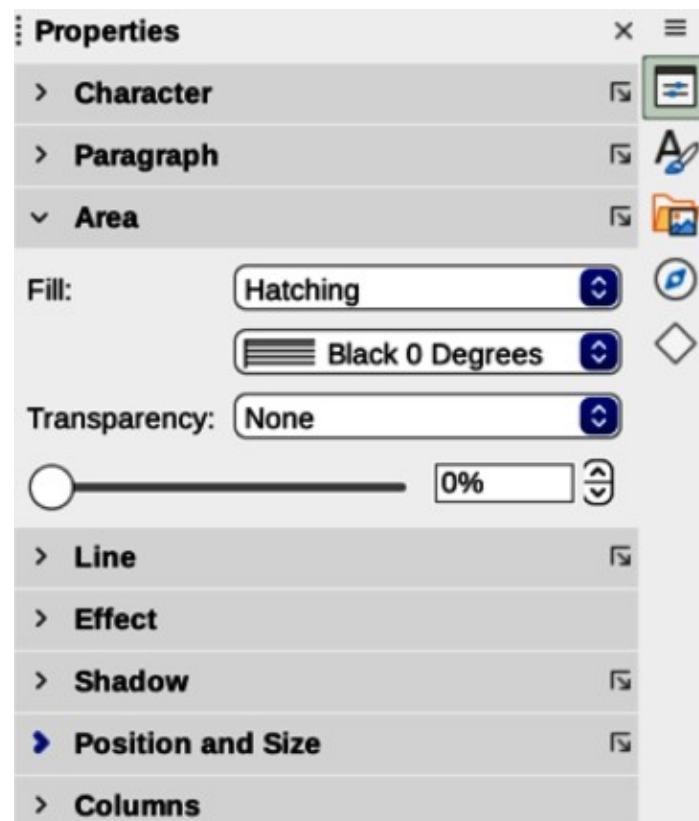 Properties
Character
Paragraph
Area
Fill: Hatching
Black 0 Degrees
Transparency: None
0%
Line
Effect
Shadow
Position and Size
Columns